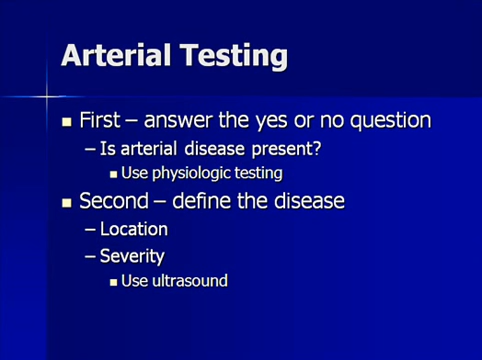 Arterial Testing
■ First – answer the yes or no question
– Is arterial disease present?
■ Use physiologic testing
■ Second – define the disease
– Location
– Severity
■ Use ultrasound